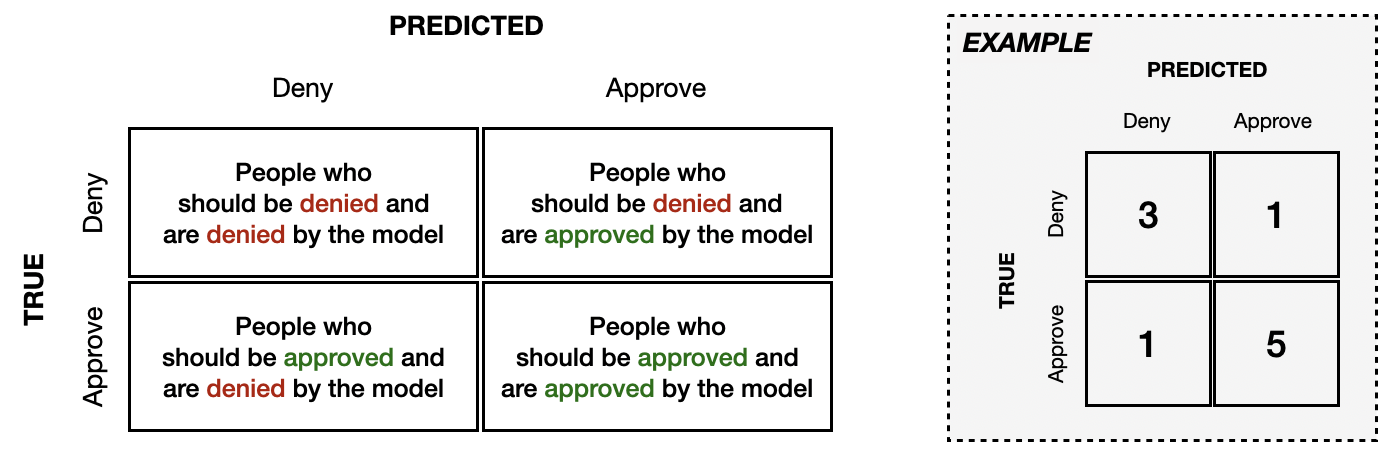 PREDICTED
Deny Approve
TRUE
Deny
People who
should be denied and
are denied by the model
People who
should be denied and
are approved by the model
Approve
People who
should be approved and
are denied by the model
People who
should be approved and
are approved by the model
EXAMPLE
PREDICTED
Deny Approve
TRUE
Deny
3 1
Approve
1 5